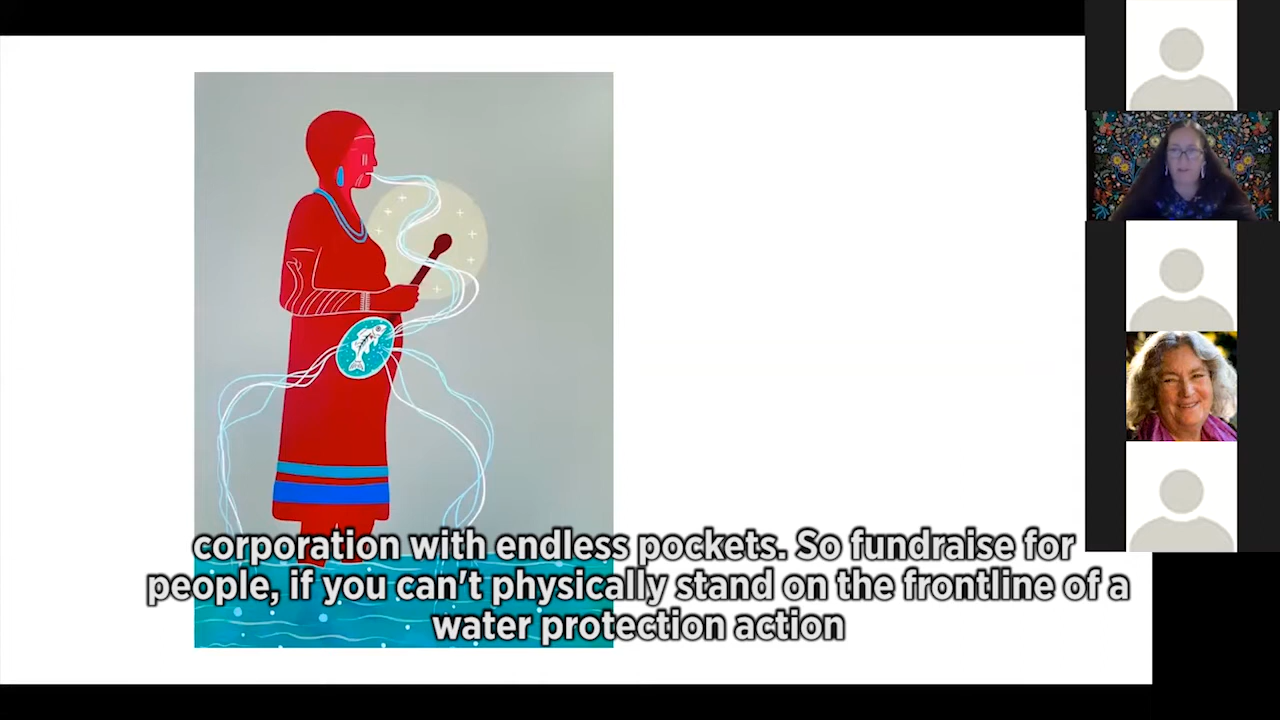 corporation with endless pockets. So fundraise for
people, if you can't physically stand on the frontline of a
water protection action